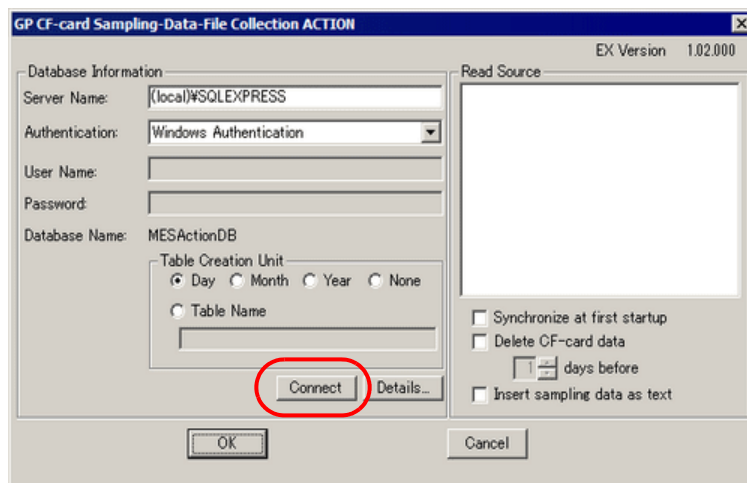 GP CF-card Sampling-Data-File Collection ACTION
EX Version 1.02.000
Database Information
Server Name: (local)¥SQLEXPRESS
Authentication: Windows Authentication
User Name:
Password:
Database Name: MESActionDB
Table Creation Unit
Day Month Year None
Table Name
Connect Details...
Read Source
Synchronize at first startup
Delete CF-card data
1 days before
Insert sampling data as text
OK Cancel